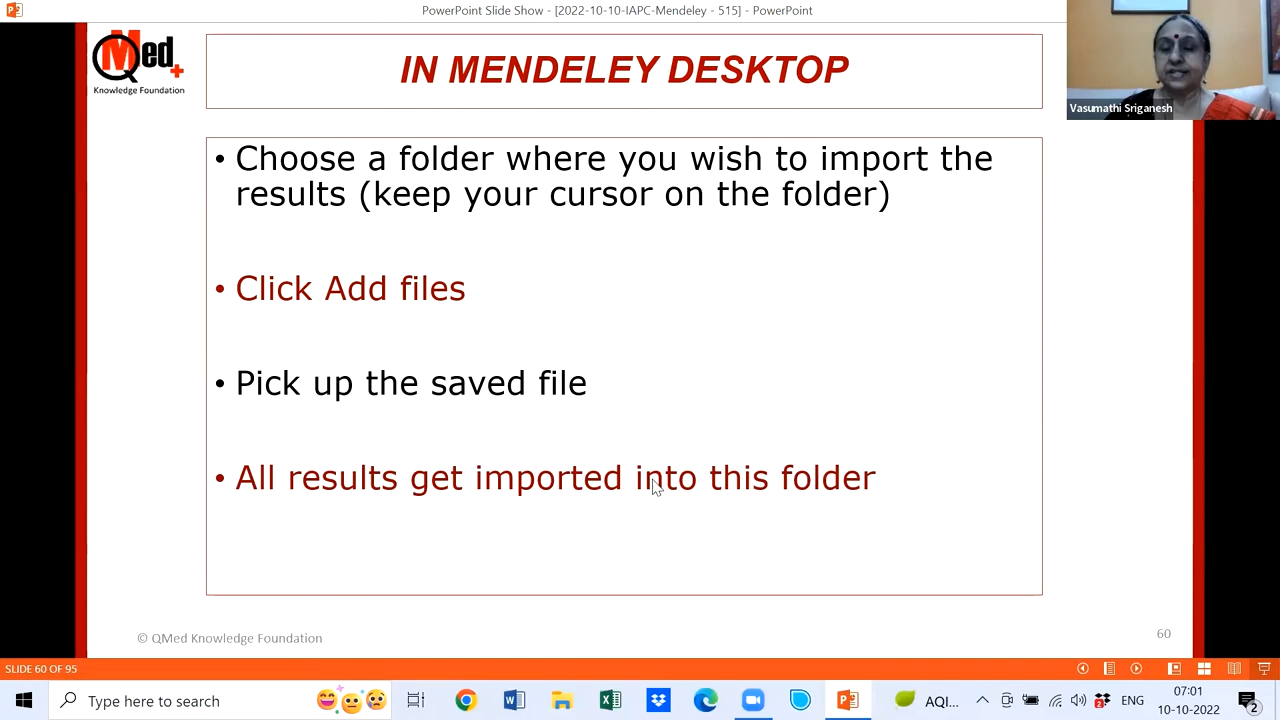 PowerPoint Slide Show - [2022-10-10-IAPC-Mendeley - 515] - PowerPoint
QMed
Knowledge Foundation
IN MENDELEY DESKTOP
Vasumathi Sriganesh
• Choose a folder where you wish to import the
results (keep your cursor on the folder)
• Click Add files
• Pick up the saved file
• All results get imported into this folder
© QMed Knowledge Foundation
60
SLIDE 60 OF 95
Type here to search
AQI...
ENG
07:01
10-10-2022
2